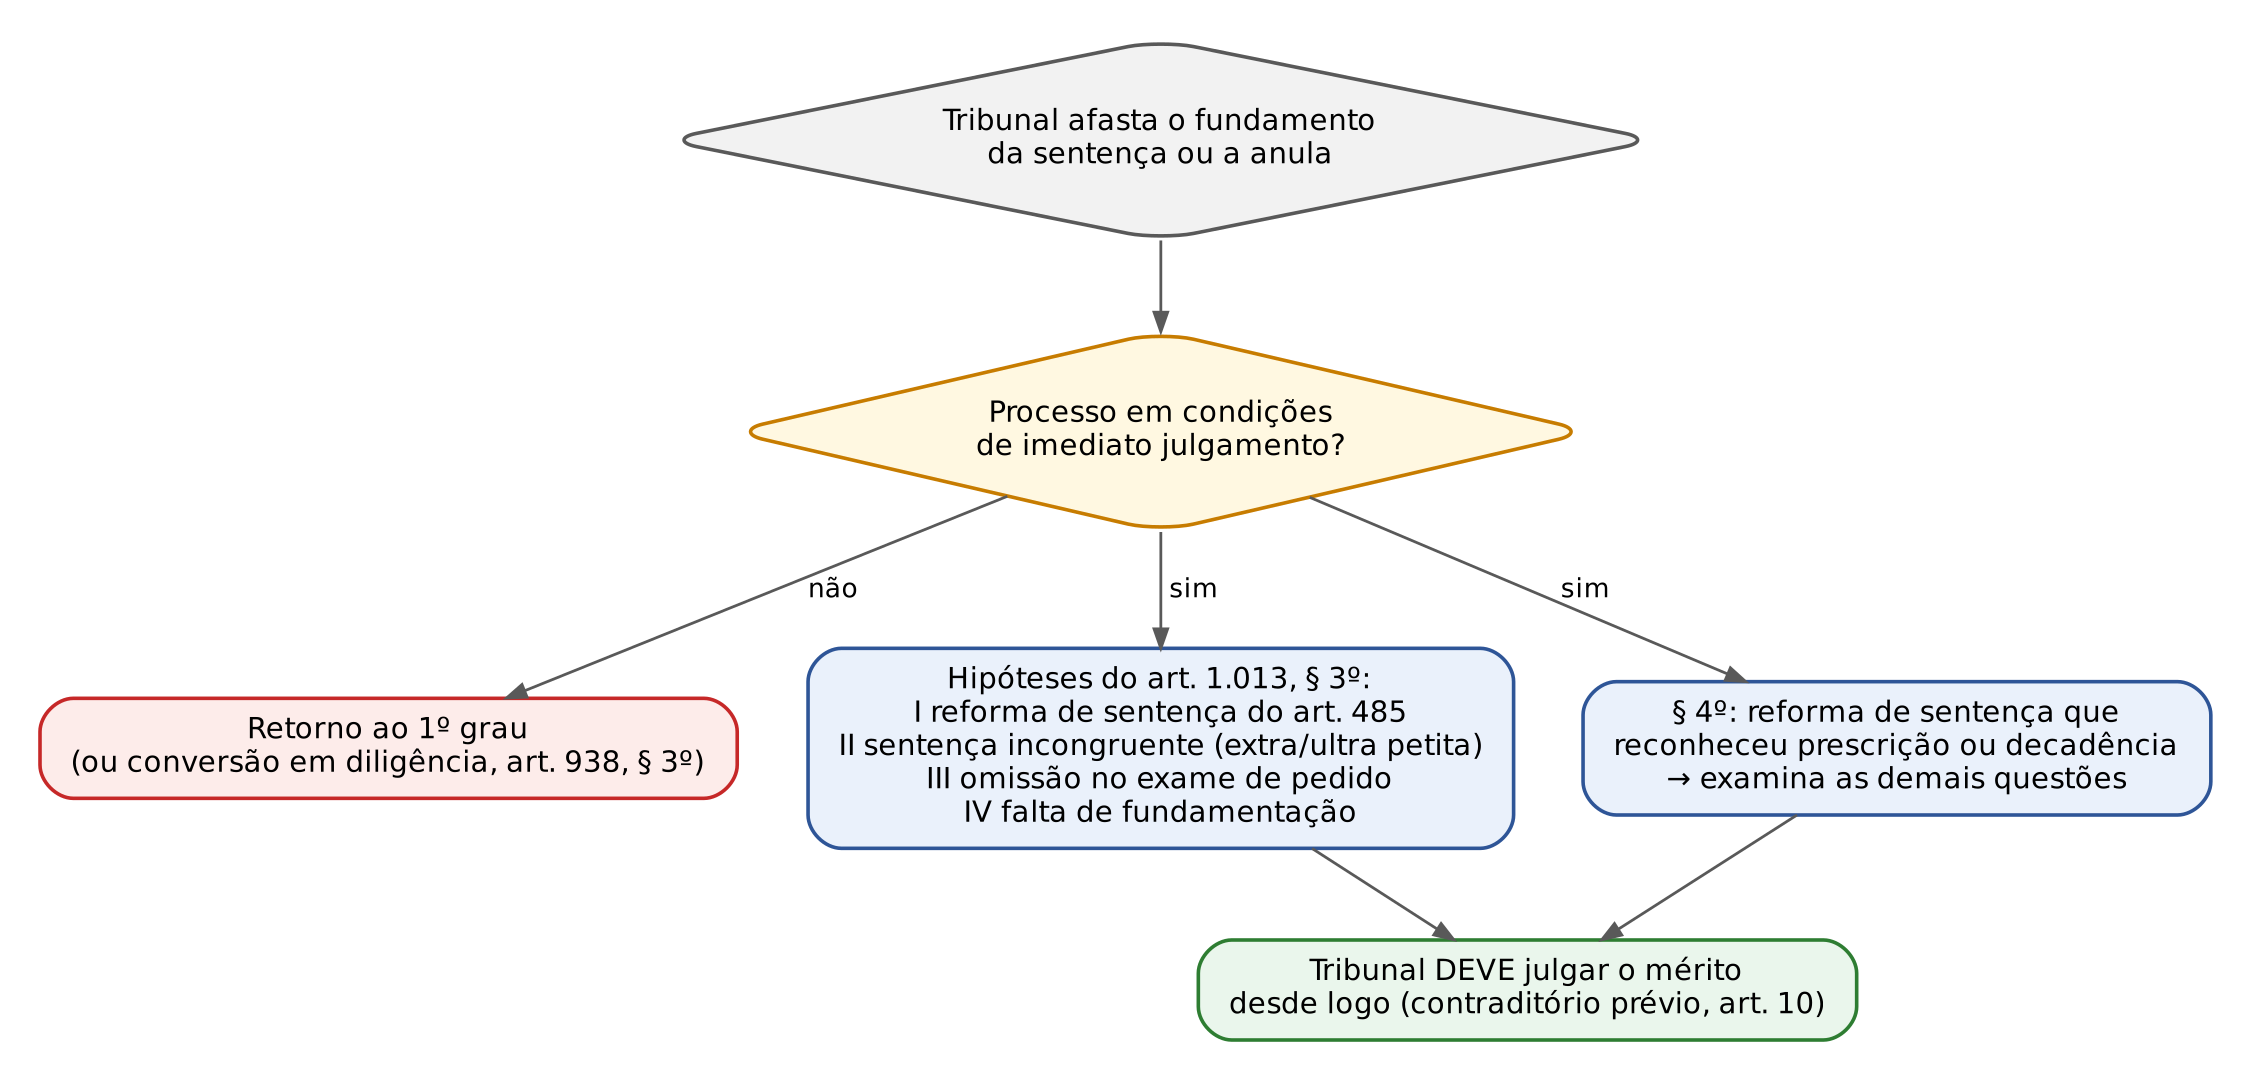 Tribunal afasta o fundamento
da sentença ou a anula
Processo em condições
de imediato julgamento?
não
sim
sim
Retorno ao 1º grau
(ou conversão em diligência, art. 938, § 3º)
Hipóteses do art. 1.013, § 3º:
I reforma de sentença do art. 485
II sentença incongruente (extra/ultra petita)
III omissão no exame de pedido
IV falta de fundamentação
§ 4º: reforma de sentença que
reconheceu prescrição ou decadência
→ examina as demais questões
Tribunal DEVE julgar o mérito
desde logo (contraditório prévio, art. 10)